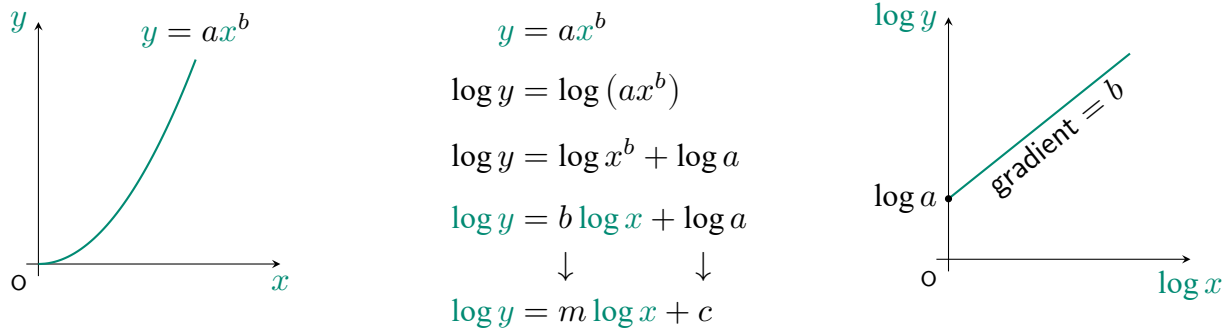 y
y = ax^b
x
O
y = ax^b
log y = log (ax^b)
log y = log x^b + log a
log y = b log x + log a
↓ ↓
log y = m log x + c
log y
gradient = b
log a
O
log x